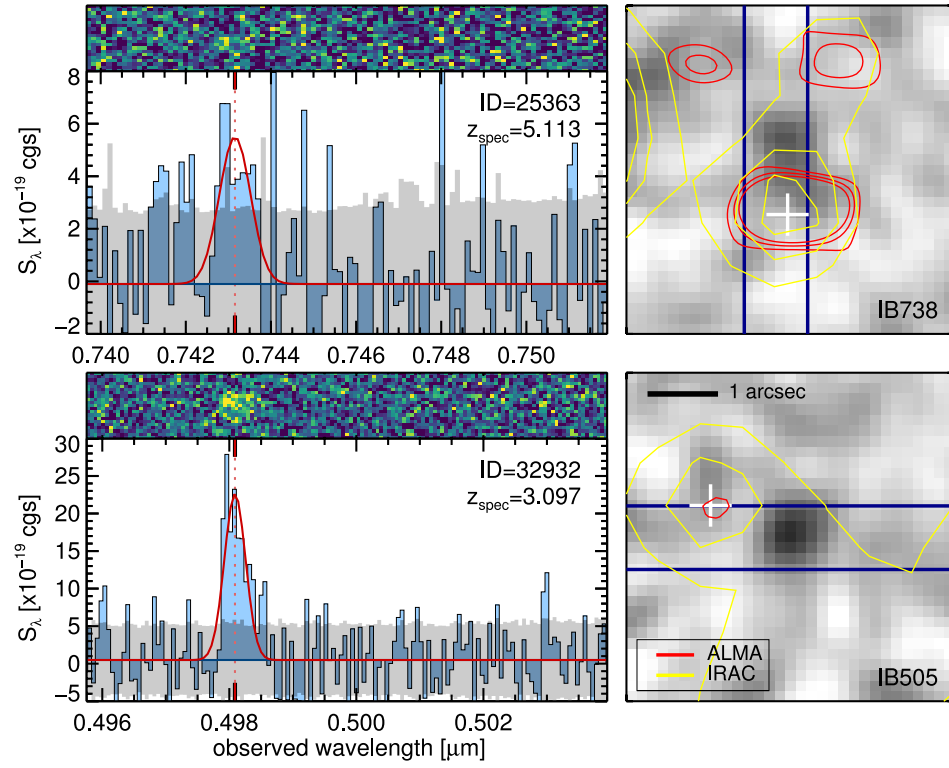 8
6
4
2
0
−2
S_λ [x10⁻¹⁹ cgs]
ID=25363
z_spec=5.113
0.740 0.742 0.744 0.746 0.748 0.750
IB738
30
25
20
15
10
5
0
−5
S_λ [x10⁻¹⁹ cgs]
ID=32932
z_spec=3.097
0.496 0.498 0.500 0.502
observed wavelength [μm]
1 arcsec
ALMA
IRAC
IB505